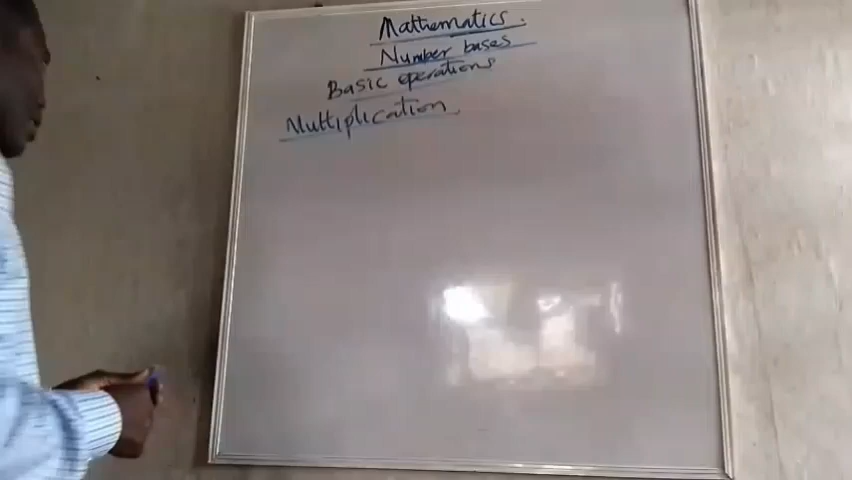 Mathematics.
Number bases
Basic operations
Multiplication